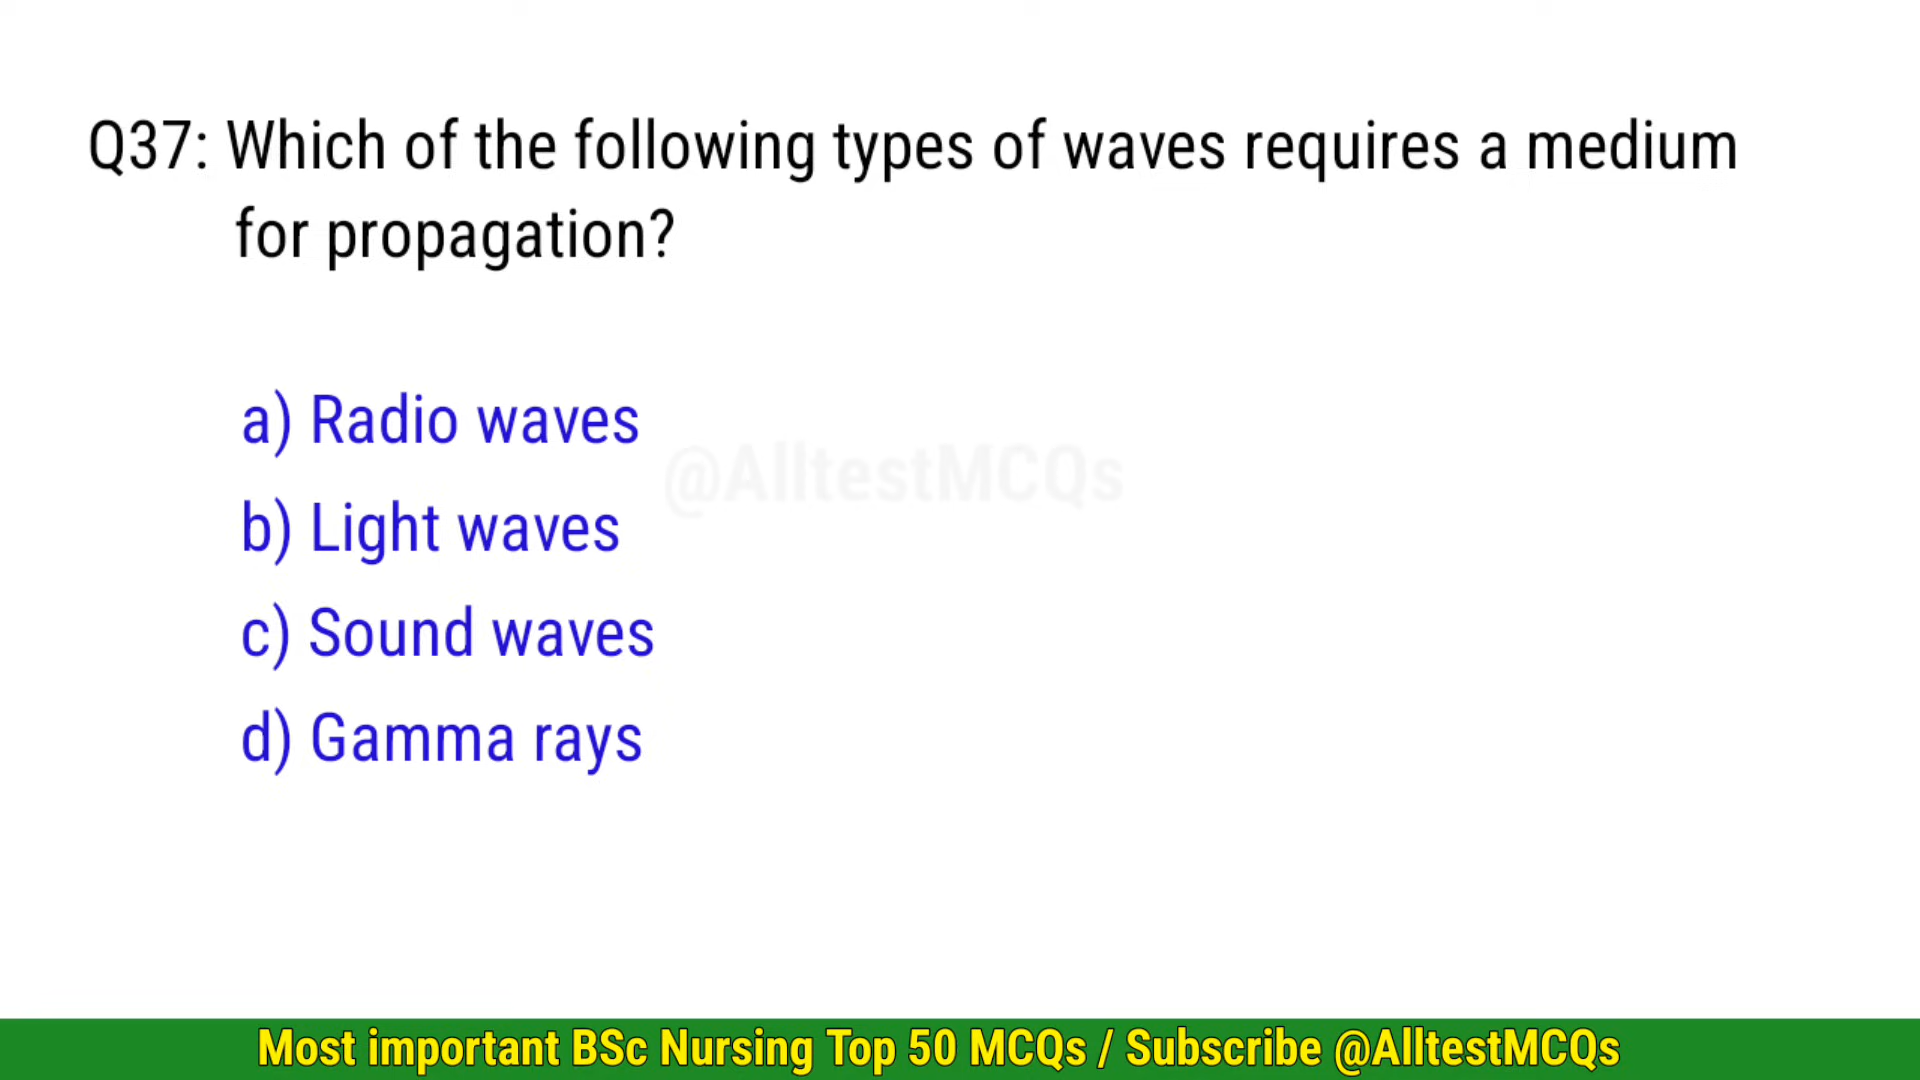 Q37: Which of the following types of waves requires a medium
for propagation?
a) Radio waves
@AlltestMCQs
b) Light waves
c) Sound waves
d) Gamma rays
Most important BSc Nursing Top 50 MCQs / Subscribe @AlltestMCQs